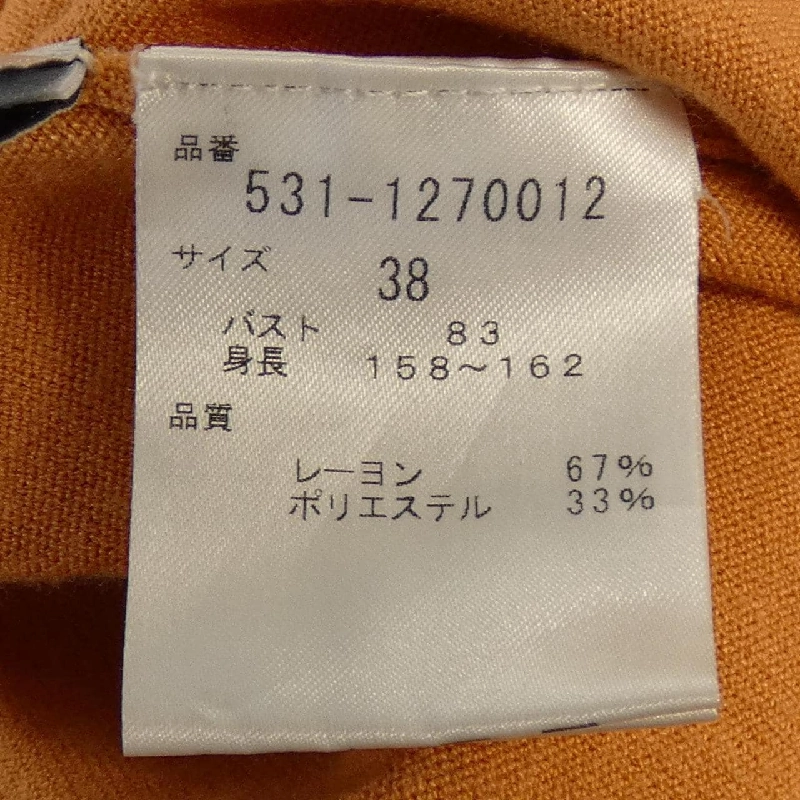 品番
531-1270012
サイズ 38
バスト 83
身長 158～162
品質
レーヨン 67%
ポリエステル 33%